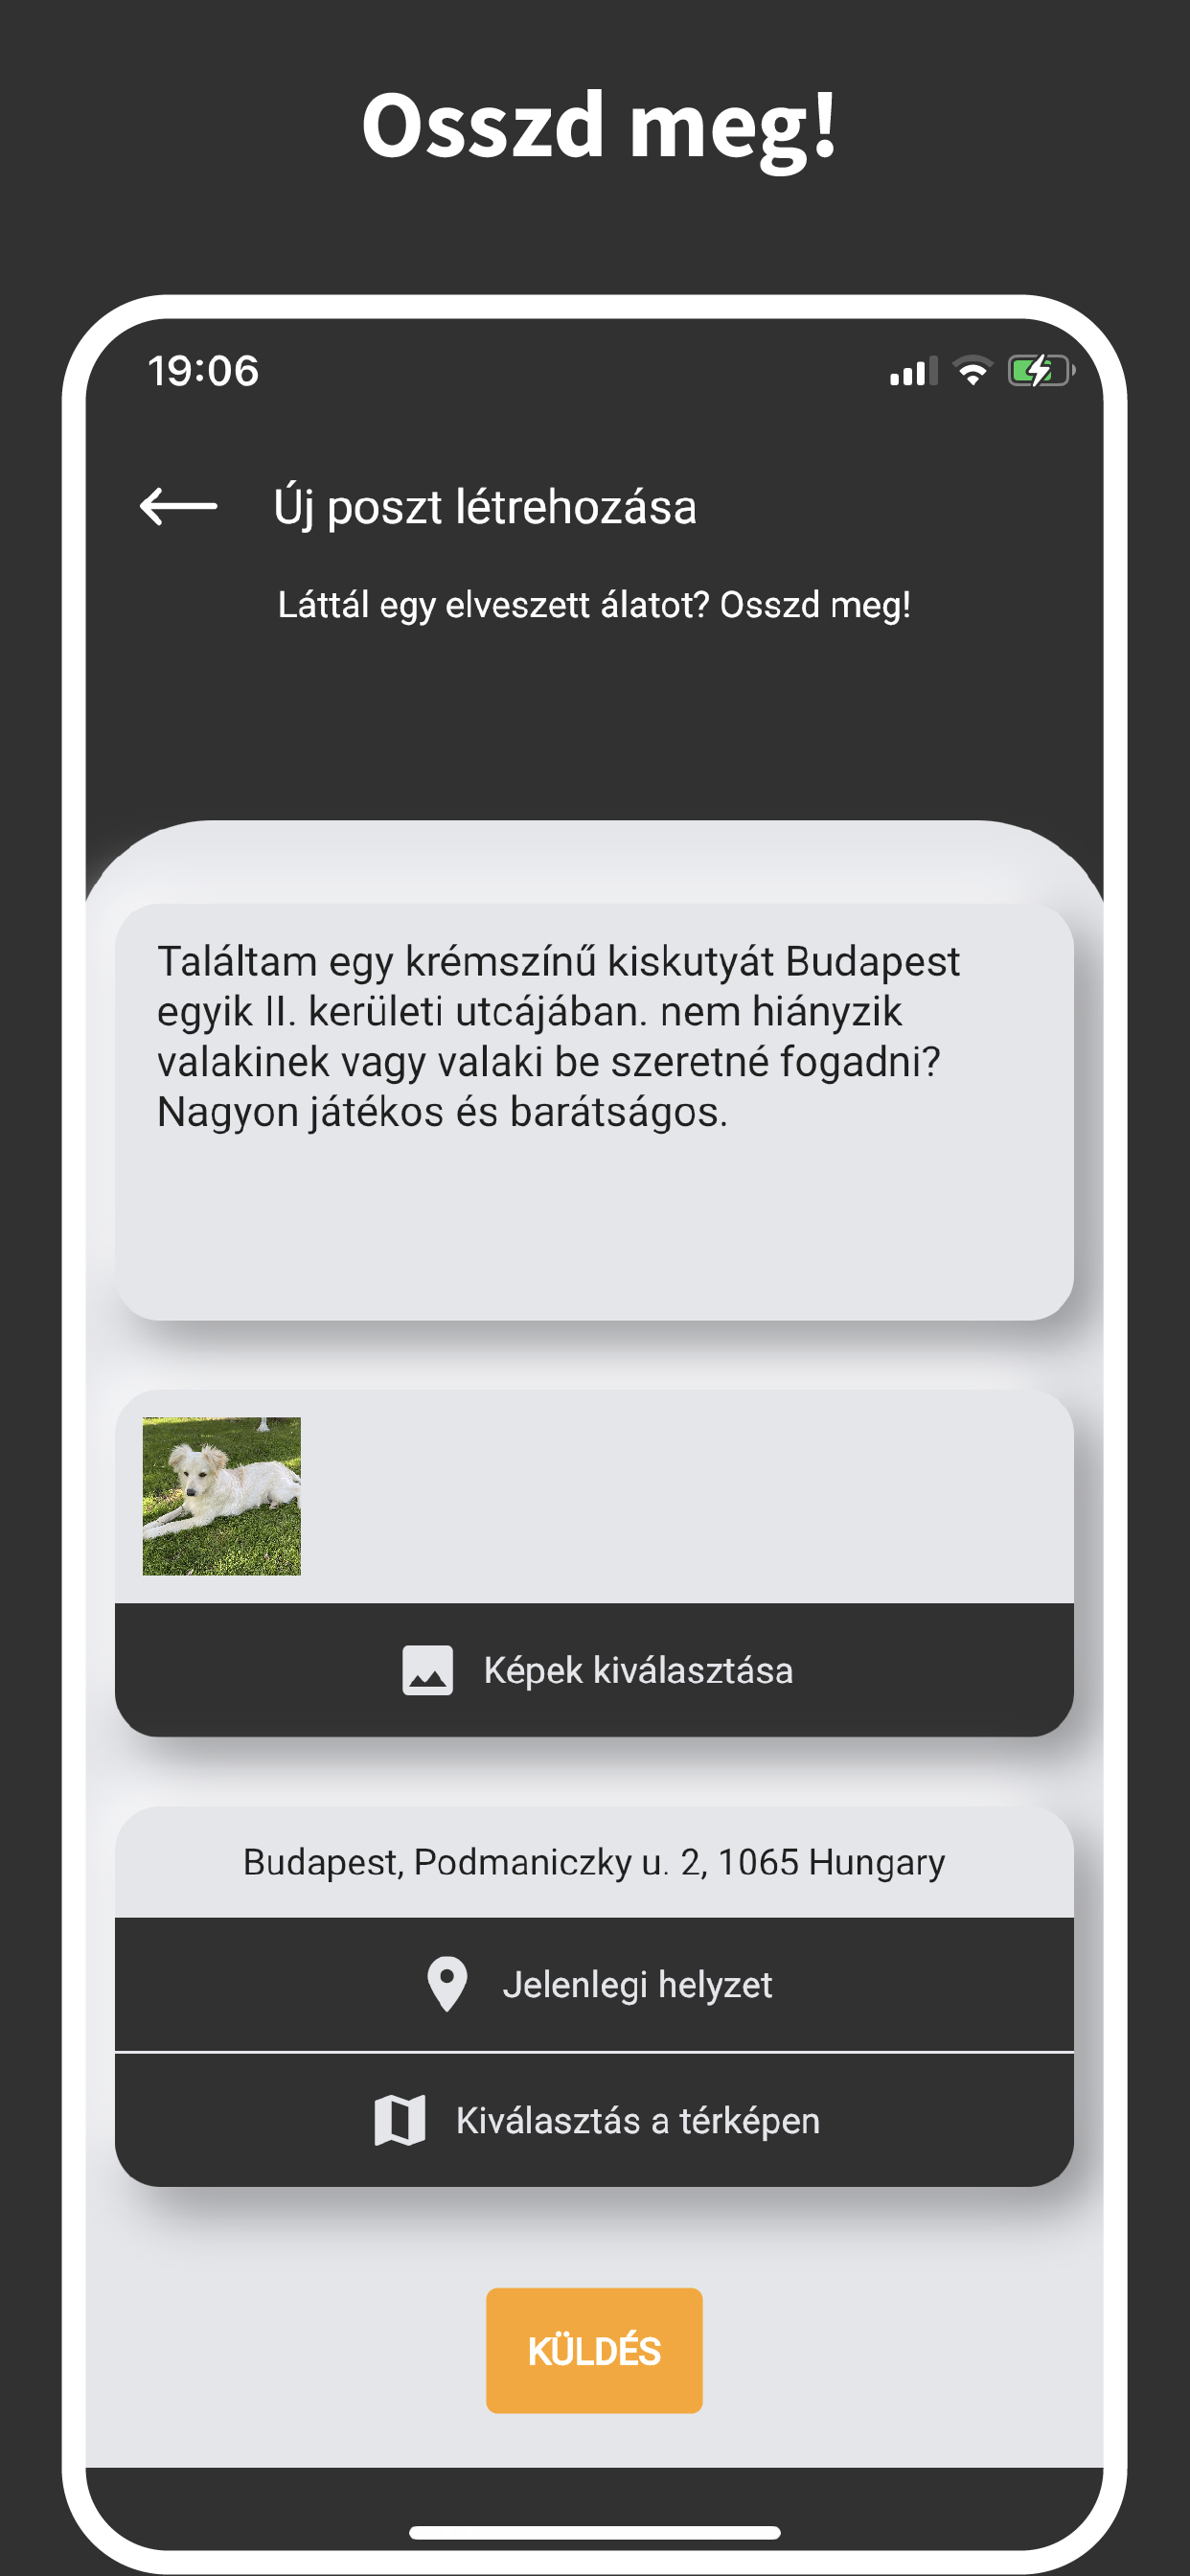 Osszd meg!
19:06
Új poszt létrehozása
Láttál egy elveszett álatot? Osszd meg!
Találtam egy krémszínű kiskutyát Budapest
egyik II. kerületi utcájában. nem hiányzik
valakinek vagy valaki be szeretné fogadni?
Nagyon játékos és barátságos.
Képek kiválasztása
Budapest, Podmaniczky u. 2, 1065 Hungary
Jelenlegi helyzet
Kiválasztás a térképen
KÜLDÉS